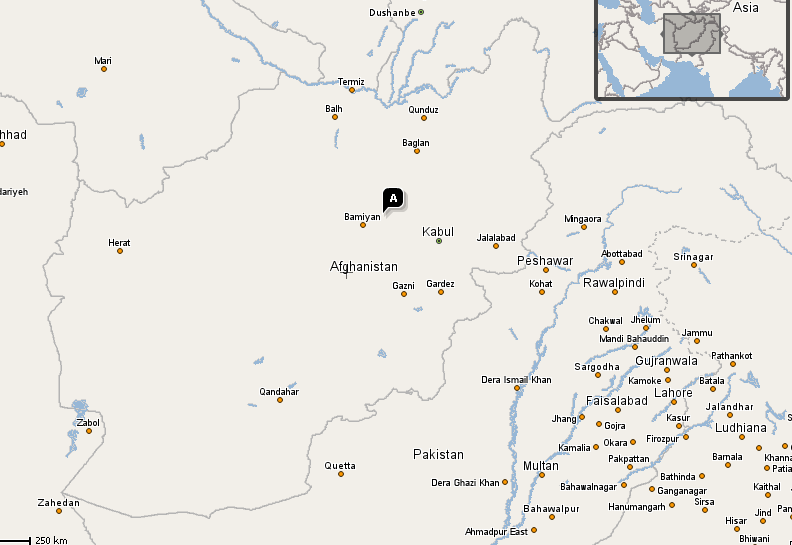 Dushanbe
Asia
Mari
Termiz
Balh
Qunduz
hhad
Baglan
dariyeh
A
Bamiyan
Mingaora
Kabul
Herat
Jalalabad
Abottabad
Peshawar
Srinagar
Afghanistan
Gazni
Gardez
Kohat
Rawalpindi
Chakwal
Jhelum
Mandi Bahauddin
Jammu
Pathankot
Gujranwala
Sargodha
Dera Ismail Khan
Kamoke
Batala
Qandahar
Lahore
Faisalabad
Jalandhar
Zabol
Jhang
Gojra
Kasur
Ludhiana
Okara
Firozpur
Kamalia
Pakistan
Quetta
Multan
Pakpattan
Barnala
Khanna
Patia
Dera Ghazi Khan
Bahawalnagar
Bathinda
Ganganagar
Kaithal
Zahedan
Bahawalpur
Hanumangarh
Sirsa
Jind
Pan
Hisar
Ahmadpur East
Bhiwani
250 km